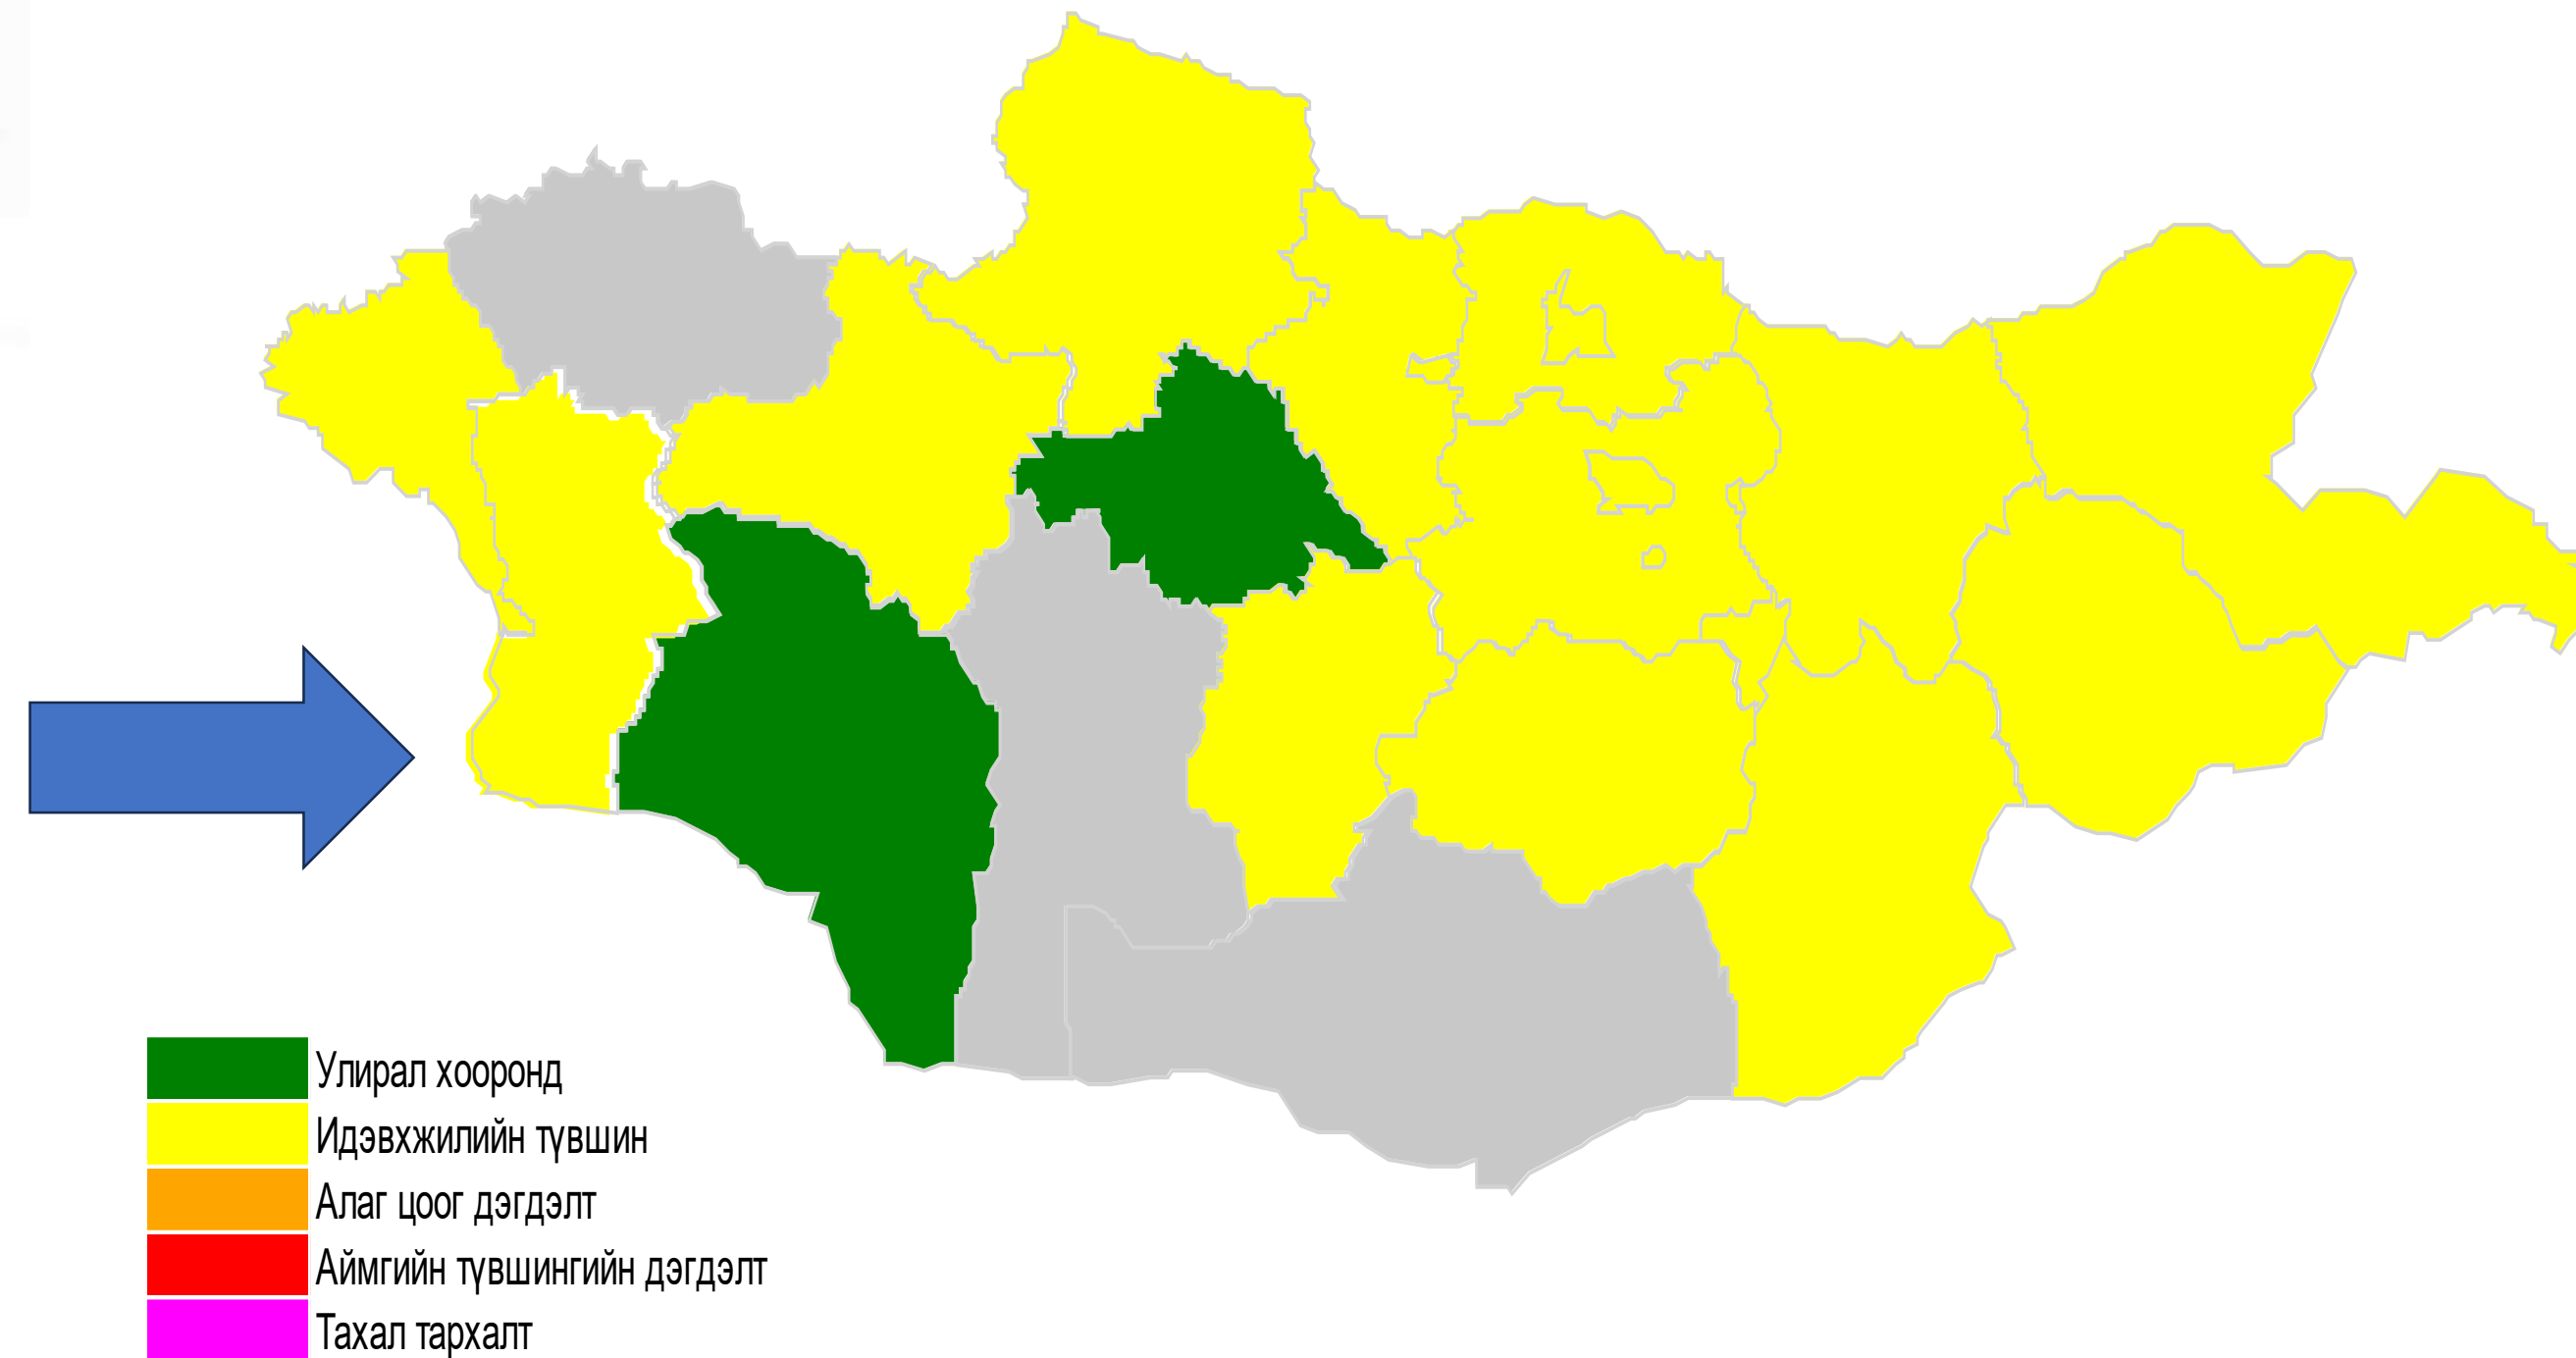 Улирал хооронд
Идэвхжилийн түвшин
Алаг цоог дэгдэлт
Аймгийн түвшингийн дэгдэлт
Тахал тархалт